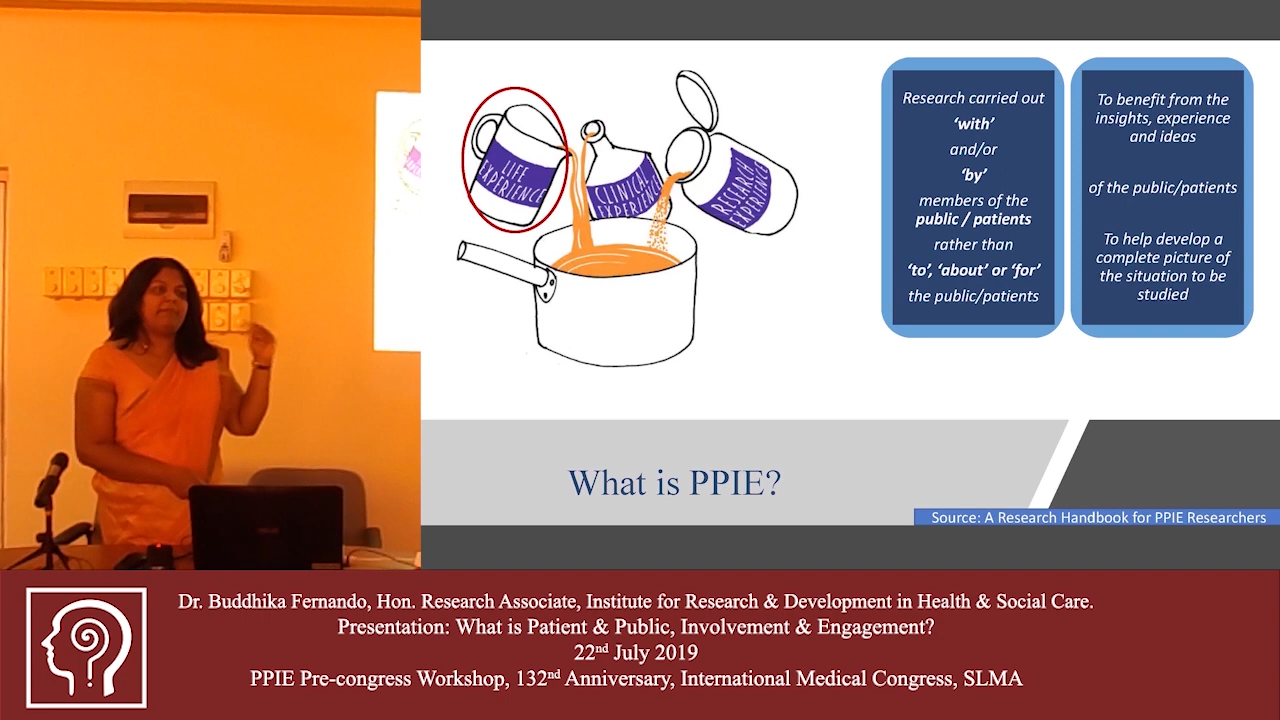 LIFE
EXPERIENCE
CLINICAL
EXPERIENCE
RESEARCH
EXPERIENCE
Research carried out
‘with’
and/or
‘by’
members of the
public / patients
rather than
‘to’, ‘about’ or ‘for’
the public/patients
To benefit from the
insights, experience
and ideas
of the public/patients
To help develop a
complete picture of
the situation to be
studied
What is PPIE?
Source: A Research Handbook for PPIE Researchers
Dr. Buddhika Fernando, Hon. Research Associate, Institute for Research & Development in Health & Social Care.
Presentation: What is Patient & Public, Involvement & Engagement?
22nd July 2019
PPIE Pre-congress Workshop, 132nd Anniversary, International Medical Congress, SLMA